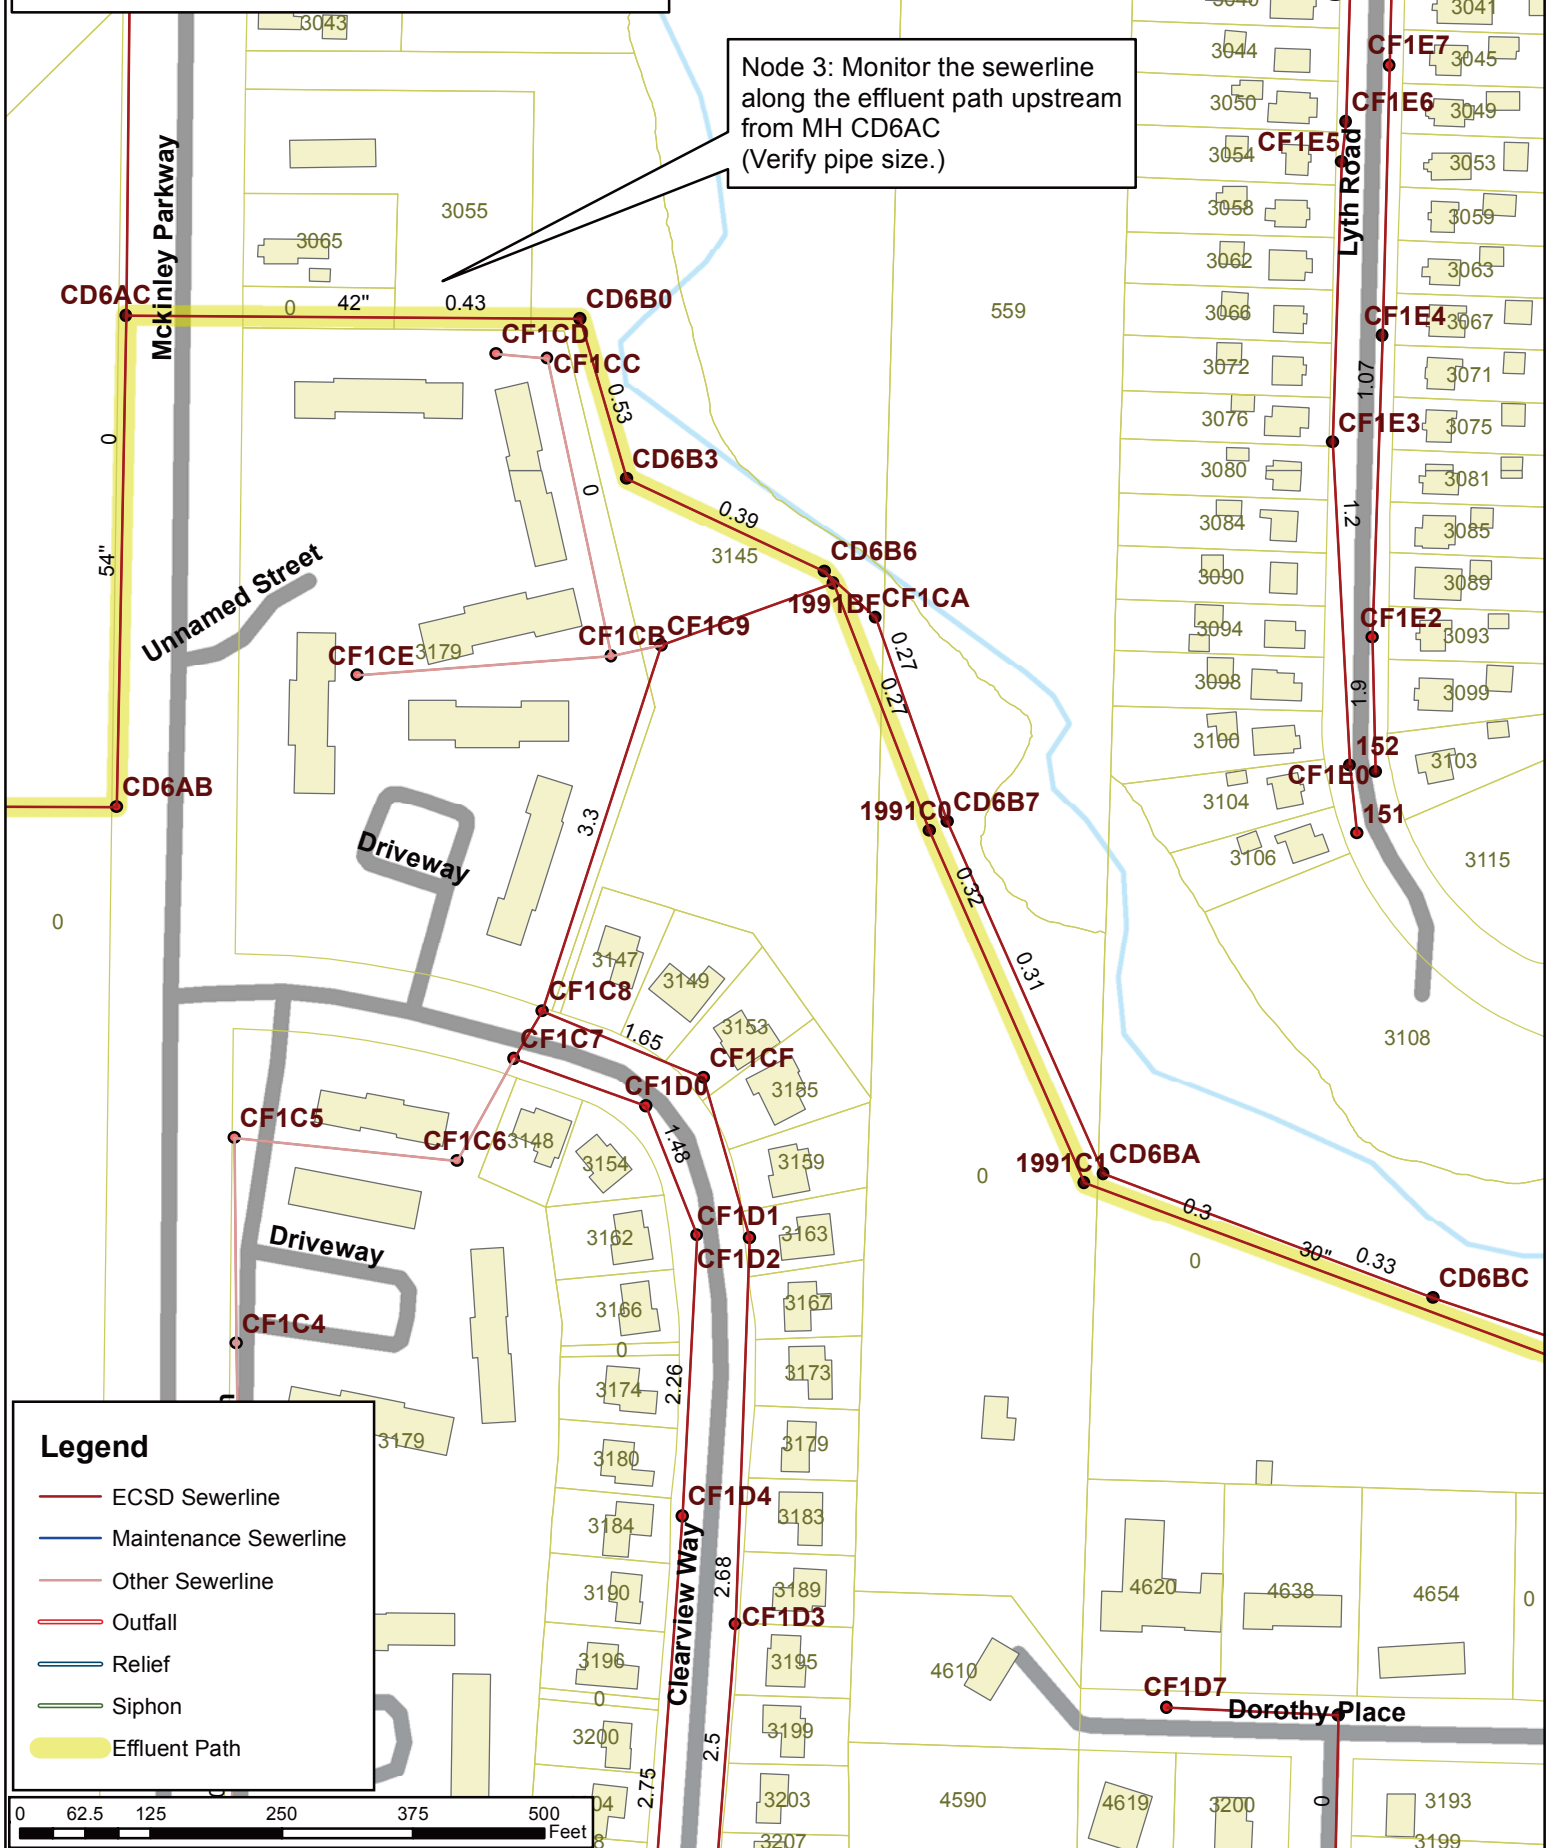 3043
3040
3041
Node 3: Monitor the sewerline
along the effluent path upstream
from MH CD6AC
(Verify pipe size.)
CF1E7
3044
3045
3050
CF1E6
3049
CF1E5
3054
3053
Mckinley Parkway
Lyth Road
3055
3058
3059
3065
3062
3063
CD6AC
0
42"
0.43
CD6B0
559
3066
CF1E4
3067
CF1CD
CF1CC
3072
1.07
3071
0.53
3076
CF1E3
3075
0
CD6B3
3080
3081
0
0.39
3084
1.2
3085
54"
3145
CD6B6
3090
3089
Unnamed Street
1991BF
CF1CA
3094
CF1E2
3093
CF1CB
CF1C9
CF1CE
3179
0.27
0.27
3098
1.9
3099
3100
152
3103
CD6AB
CF1E0
3104
1991C0
CD6B7
151
3.3
Driveway
3106
3115
0.32
0
3147
3149
0.31
CF1C8
3153
3108
1.65
CF1C7
CF1CF
CF1D0
3155
CF1C5
CF1C6
3148
1.48
3154
3159
1991C1
CD6BA
0
0.3
CF1D1
3162
3163
Driveway
CF1D2
0
30"
0.33
CD6BC
3166
3167
CF1C4
0
3173
3174
2.26
n
Legend
3179
3179
3180
ECSD Sewerline
CF1D4
3183
3184
Maintenance Sewerline
Other Sewerline
2.68
3190
3189
4620
4638
4654
0
Outfall
CF1D3
Clearview Way
Relief
3196
3195
4610
0
CF1D7
Siphon
Dorothy Place
3200
3199
2.5
Effluent Path
2.75
0
3203
4590
4619
3200
0
3193
0 62.5 125 250 375 500
Feet
04
8
3207
3199